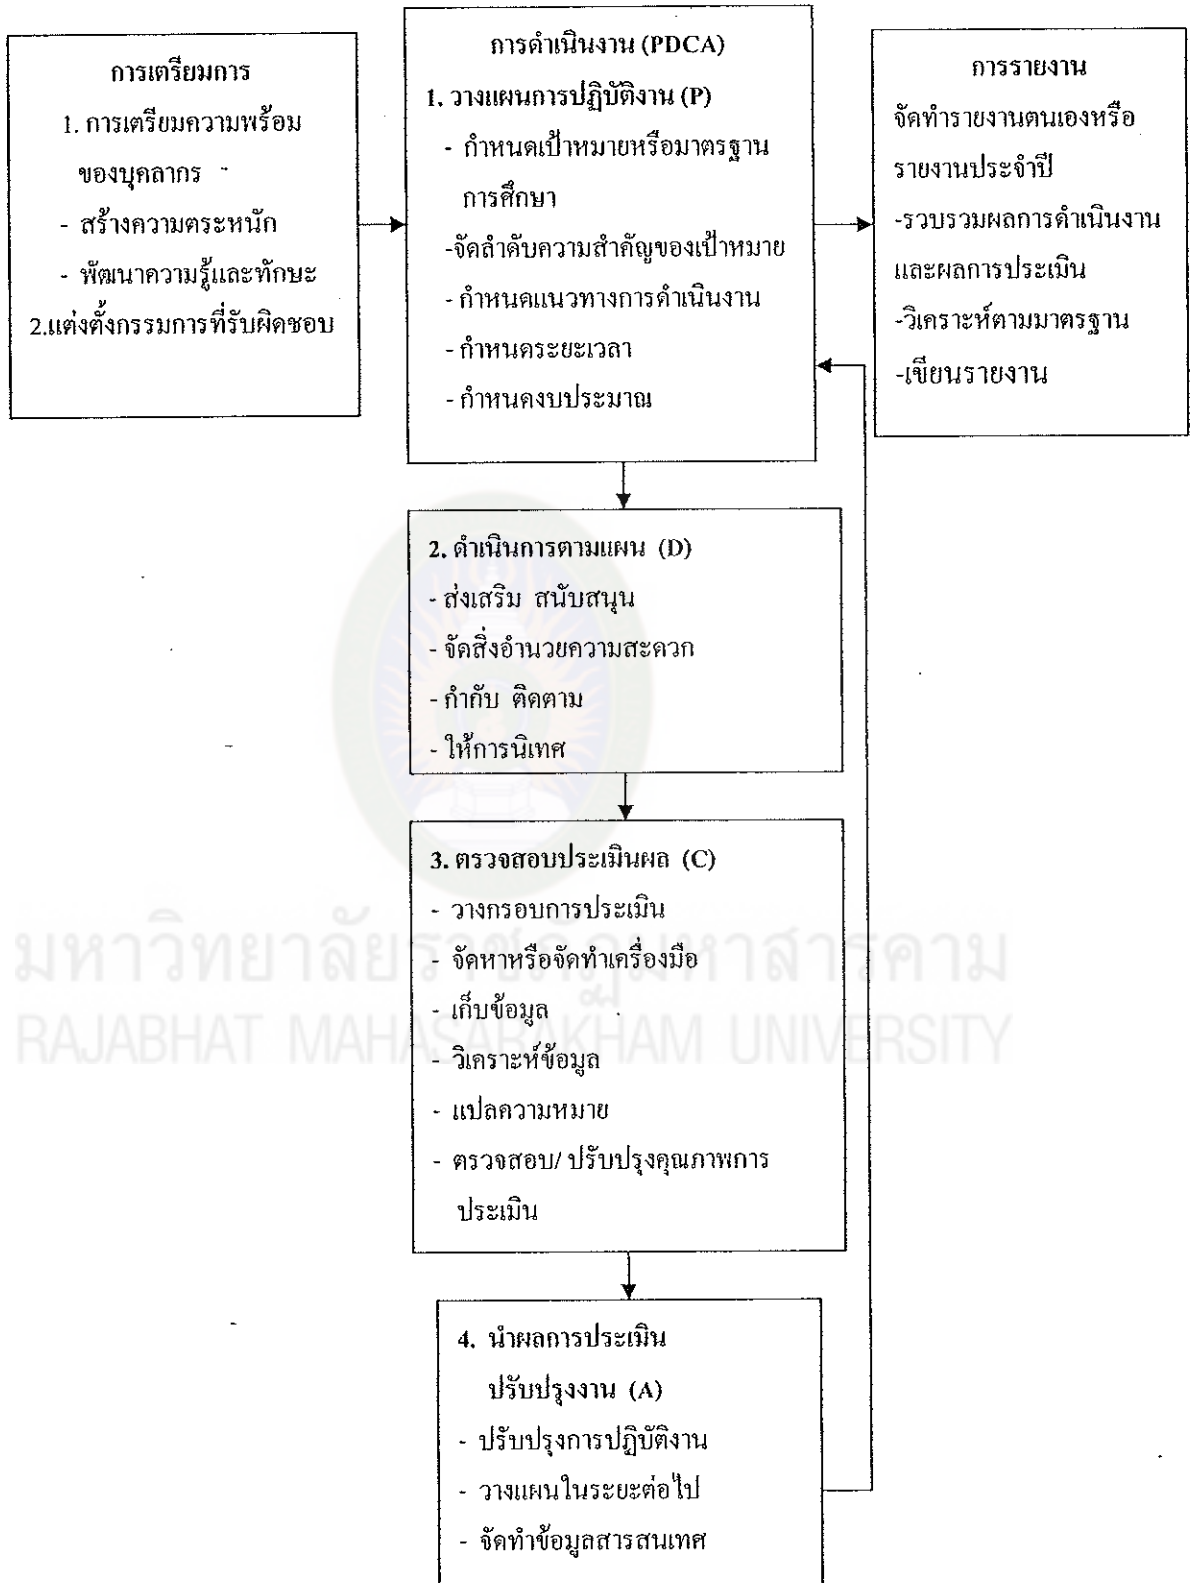 การเตรียมการ
1. การเตรียมความพร้อม
ของบุคลากร
- สร้างความตระหนัก
- พัฒนาความรู้และทักษะ
2.แต่งตั้งกรรมการที่รับผิดชอบ
การดำเนินงาน (PDCA)
1. วางแผนการปฏิบัติงาน (P)
- กำหนดเป้าหมายหรือมาตรฐาน
การศึกษา
-จัดลำดับความสำคัญของเป้าหมาย
- กำหนดแนวทางการดำเนินงาน
- กำหนดระยะเวลา
- กำหนดงบประมาณ
การรายงาน
จัดทำรายงานตนเองหรือ
รายงานประจำปี
-รวบรวมผลการดำเนินงาน
และผลการประเมิน
-วิเคราะห์ตามมาตรฐาน
-เขียนรายงาน
2. ดำเนินการตามแผน (D)
- ส่งเสริม สนับสนุน
- จัดสิ่งอำนวยความสะดวก
- กำกับ ติดตาม
- ให้การนิเทศ
3. ตรวจสอบประเมินผล (C)
- วางกรอบการประเมิน
- จัดหาหรือจัดทำเครื่องมือ
- เก็บข้อมูล
- วิเคราะห์ข้อมูล
- แปลความหมาย
- ตรวจสอบ/ ปรับปรุงคุณภาพการ
ประเมิน
4. นำผลการประเมิน
ปรับปรุงงาน (A)
- ปรับปรุงการปฏิบัติงาน
- วางแผนในระยะต่อไป
- จัดทำข้อมูลสารสนเทศ
มหาวิทยาลัยราชภัฏมหาสารคาม
RAJABHAT MAHASARAKHAM UNIVERSITY